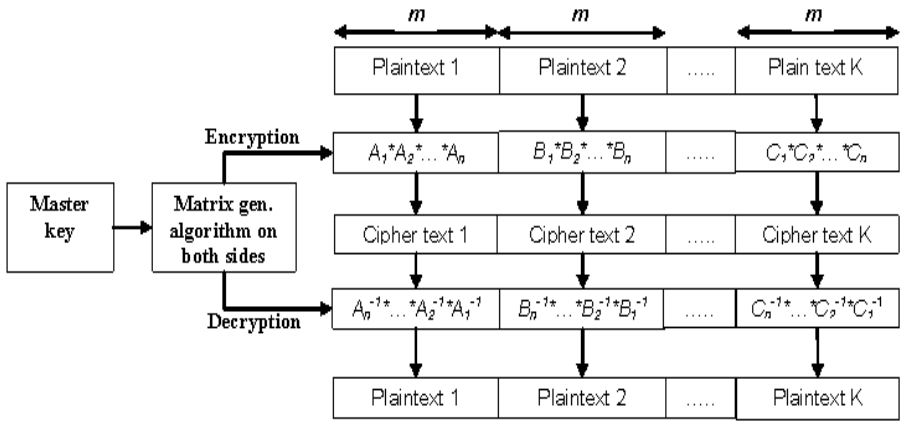 m m m
Plaintext 1 Plaintext 2 ..... Plain text K
Encryption
A₁*A₂*...*Aₙ B₁*B₂*...*Bₙ ..... C₁*C₂*...*Cₙ
Master
key
Matrix gen.
algorithm on
both sides
Cipher text 1 Cipher text 2 ..... Cipher text K
Decryption
Aₙ⁻¹*...*A₂⁻¹*A₁⁻¹ Bₙ⁻¹*...*B₂⁻¹*B₁⁻¹ ..... Cₙ⁻¹*...*C₂⁻¹*C₁⁻¹
Plaintext 1 Plaintext 2 ..... Plaintext K